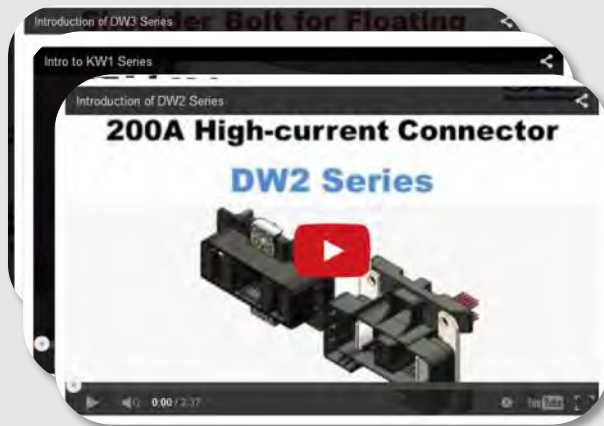 Introduction of DW3 Series
Shoulder Bolt for Floating
Intro to KW1 Series
Introduction of DW2 Series
200A High-current Connector
DW2 Series
0:00 / 2:37
YouTube